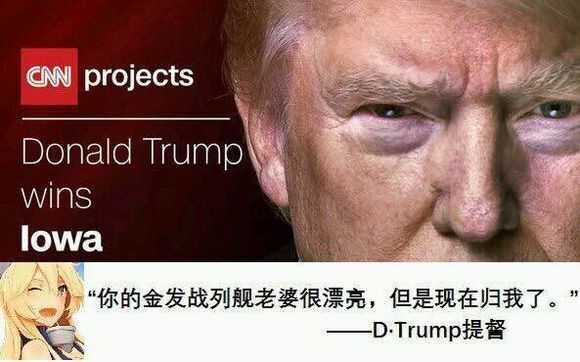 CNN projects
Donald Trump
wins
Iowa
“你的金发战列舰老婆很漂亮，但是现在归我了。”
——D·Trump提督